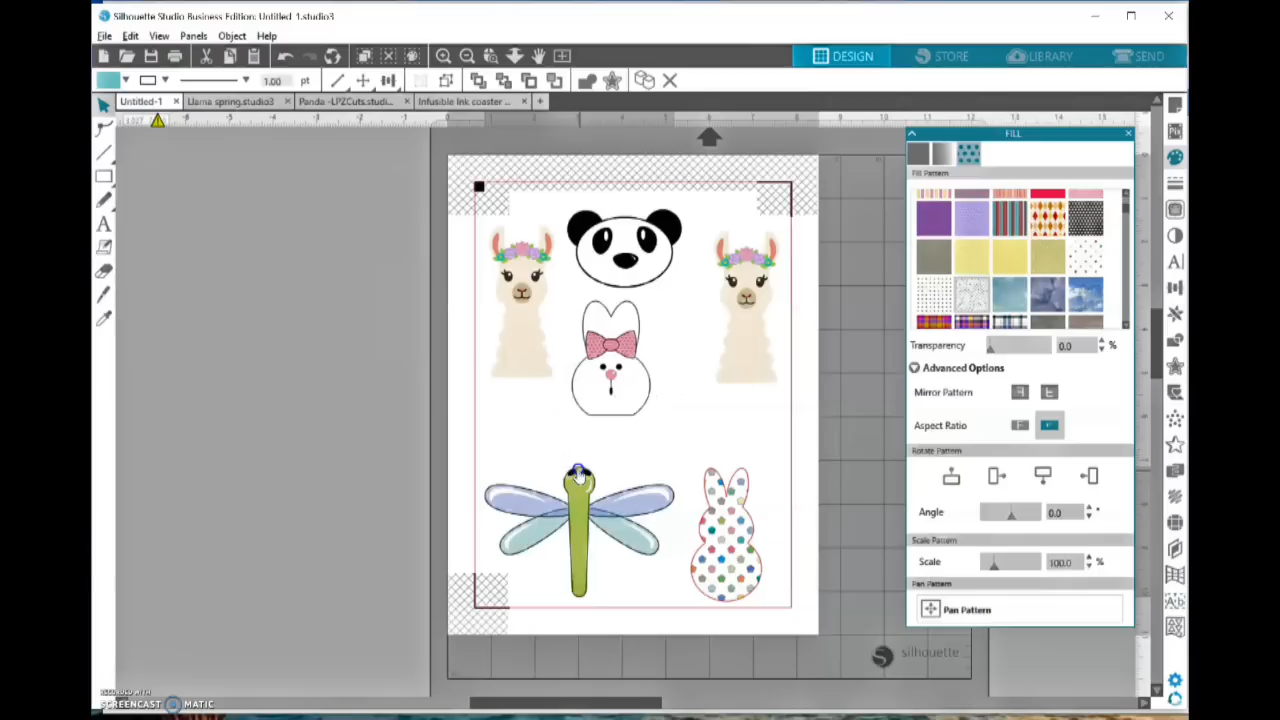 Silhouette Studio Business Edition: Untitled-1.studio3
File Edit View Panels Object Help
DESIGN STORE LIBRARY SEND
1.00 pt
Untitled-1 Llama spring.studio3 Panda -LPZCuts.studi... Infusible Ink coaster ...
FILL
Fill Pattern
Transparency 0.0 %
Advanced Options
Mirror Pattern
Aspect Ratio
Rotate Pattern
Angle 0.0 °
Scale Pattern
Scale 100.0 %
Pan Pattern
Pan Pattern
silhouette
RECORDED WITH
SCREENCAST MATIC